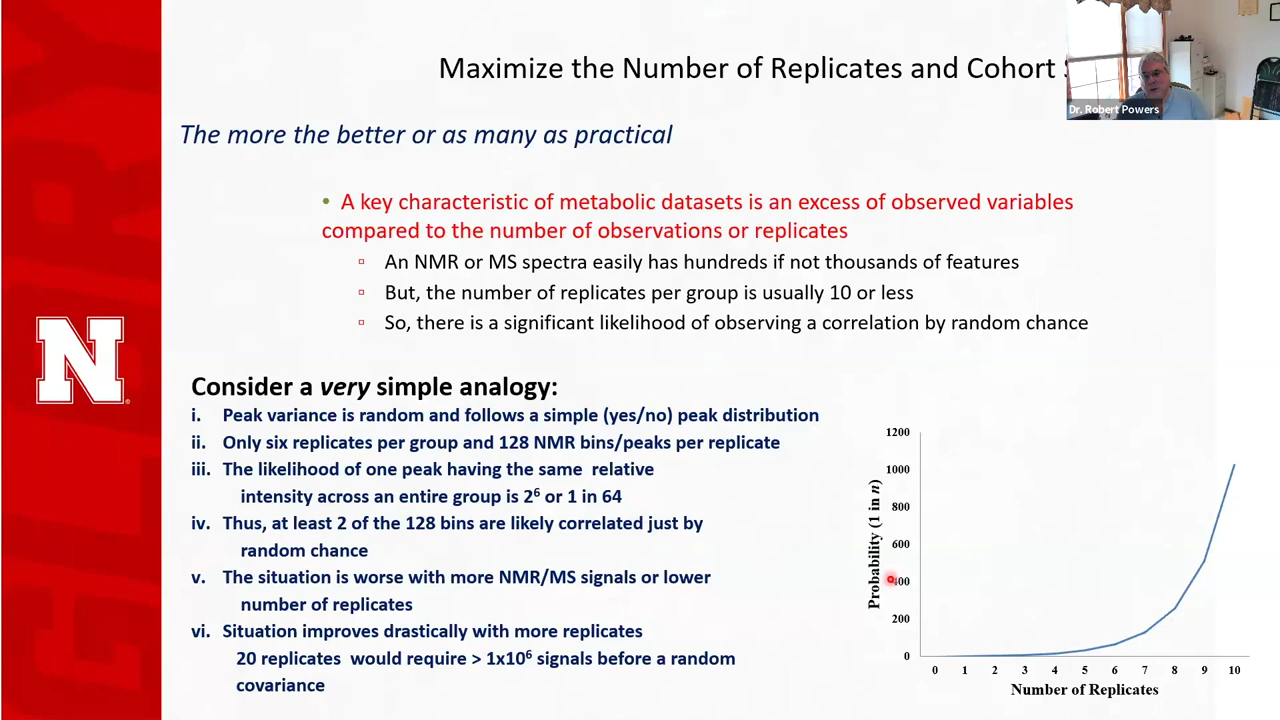 Maximize the Number of Replicates and Cohort
Dr. Robert Powers
The more the better or as many as practical
• A key characteristic of metabolic datasets is an excess of observed variables
compared to the number of observations or replicates
▫ An NMR or MS spectra easily has hundreds if not thousands of features
▫ But, the number of replicates per group is usually 10 or less
▫ So, there is a significant likelihood of observing a correlation by random chance
N
Consider a very simple analogy:
i. Peak variance is random and follows a simple (yes/no) peak distribution
ii. Only six replicates per group and 128 NMR bins/peaks per replicate
iii. The likelihood of one peak having the same relative
intensity across an entire group is 2⁶ or 1 in 64
iv. Thus, at least 2 of the 128 bins are likely correlated just by
random chance
v. The situation is worse with more NMR/MS signals or lower
number of replicates
vi. Situation improves drastically with more replicates
20 replicates would require > 1x10⁶ signals before a random
covariance
Probability (1 in n)
1200
1000
800
600
400
200
0
0 1 2 3 4 5 6 7 8 9 10
Number of Replicates
GLORY